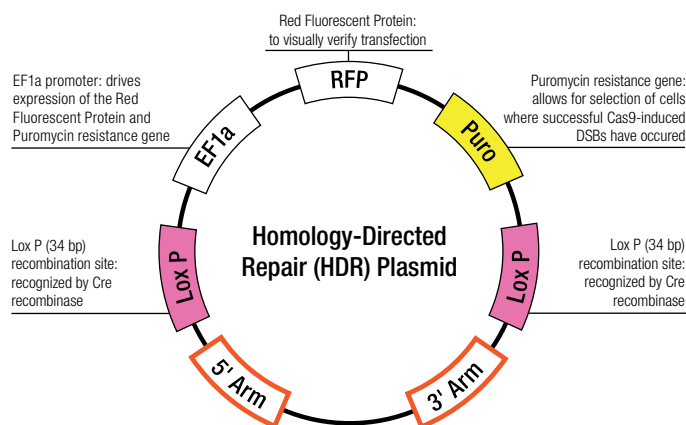 Red Fluorescent Protein:
to visually verify transfection
RFP
EF1a promoter: drives
expression of the Red
Fluorescent Protein and
Puromycin resistance gene
EF1a
Puromycin resistance gene:
allows for selection of cells
where successful Cas9-induced
DSBs have occured
Puro
Homology-Directed
Repair (HDR) Plasmid
Lox P (34 bp)
recombination site:
recognized by Cre
recombinase
Lox P
Lox P
Lox P (34 bp)
recombination site:
recognized by Cre
recombinase
5' Arm
3' Arm